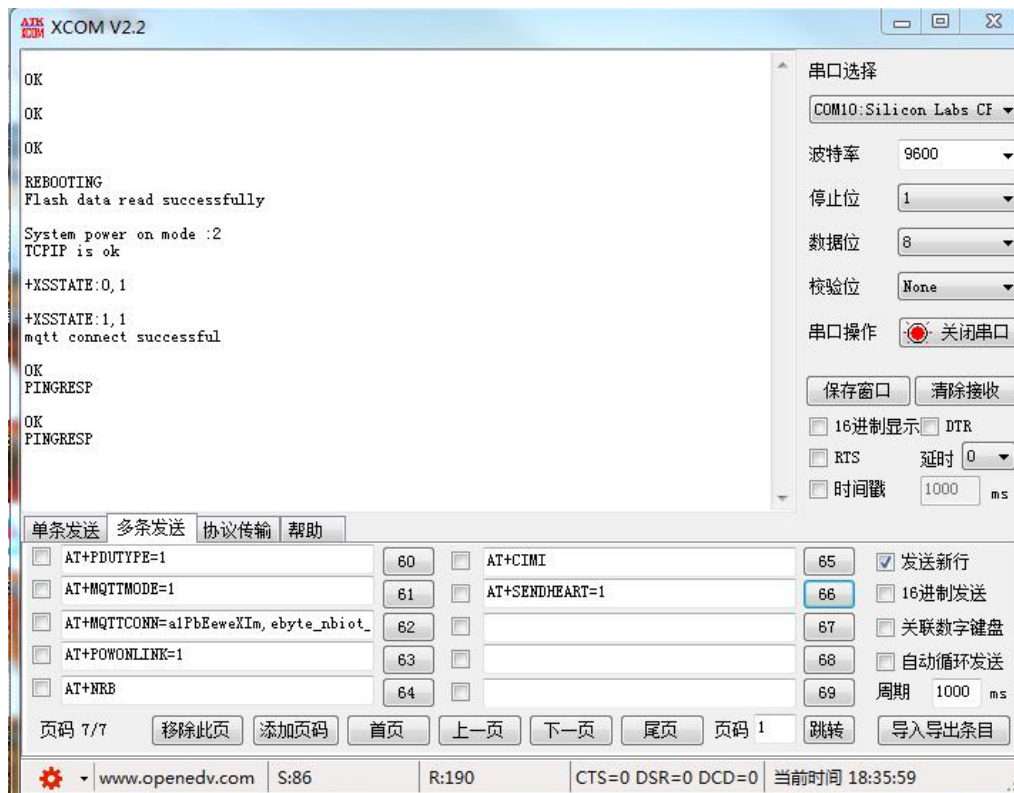 ATK XCOM XCOM V2.2
OK
OK
OK
REBOOTING
Flash data read successfully
System power on mode :2
TCPIP is ok
+XSSTATE:0,1
+XSSTATE:1,1
mqtt connect successful
OK
PINGRESP
OK
PINGRESP
串口选择
COM10:Silicon Labs CF
波特率 9600
停止位 1
数据位 8
校验位 None
串口操作 关闭串口
保存窗口 清除接收
16进制显示 DTR
RTS 延时 0
时间戳 1000 ms
单条发送 多条发送 协议传输 帮助
AT+PDUTYPE=1 60 AT+CIMI 65 发送新行
AT+MQTTMODE=1 61 AT+SENDHEART=1 66 16进制发送
AT+MQTTCONN=a1PbEeweXIm,ebyte_nbiot_ 62 67 关联数字键盘
AT+POWONLINK=1 63 68 自动循环发送
AT+NRB 64 69 周期 1000 ms
页码 7/7 移除此页 添加页码 首页 上一页 下一页 尾页 页码 1 跳转 导入导出条目
www.openedv.com S:86 R:190 CTS=0 DSR=0 DCD=0 当前时间 18:35:59